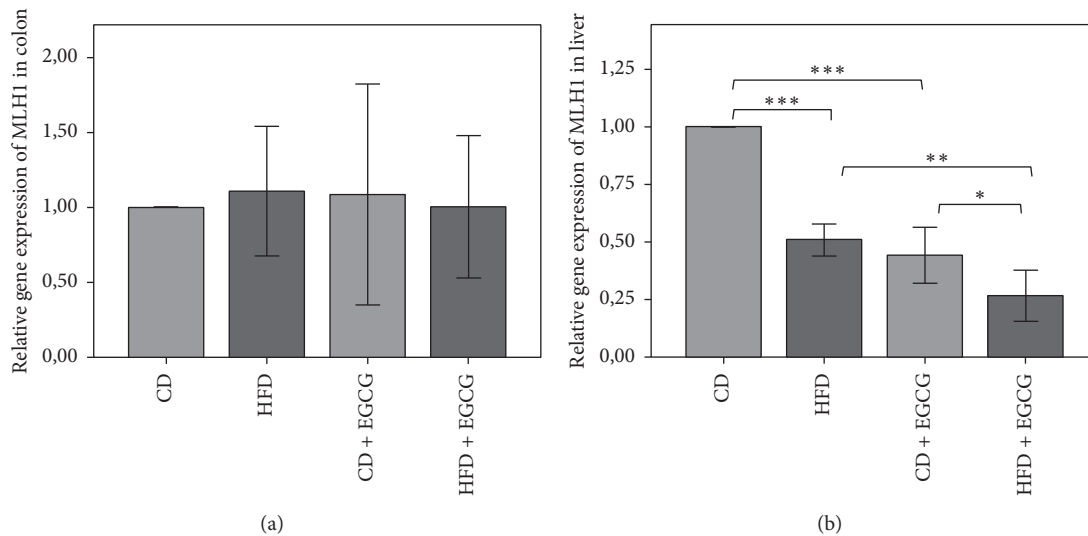 Relative gene expression of MLH1 in colon
2,00
1,50
1,00
0,50
0,00
CD
HFD
CD + EGCG
HFD + EGCG
(a)
Relative gene expression of MLH1 in liver
1,25
1,00
0,75
0,50
0,25
0,00
***
***
**
*
CD
HFD
CD + EGCG
HFD + EGCG
(b)